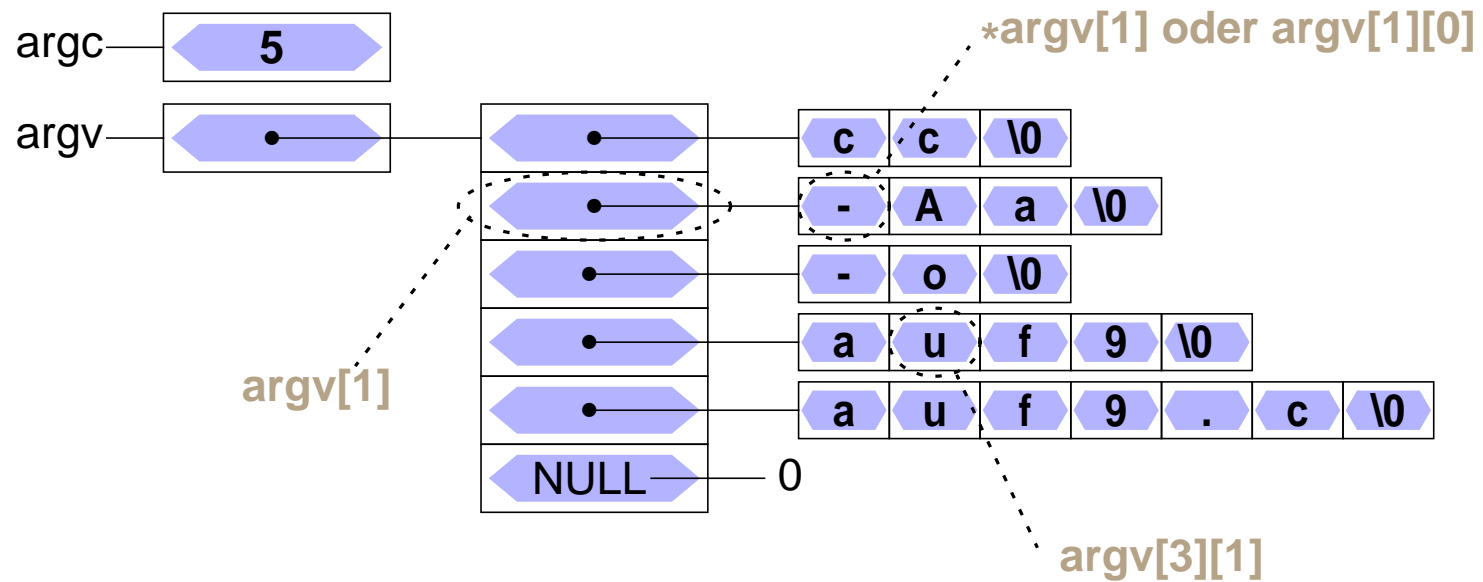 argc 5 *argv[1] oder argv[1][0]
argv c c \0
- A a \0
- o \0
a u f 9 \0
argv[1]
a u f 9 . c \0
NULL 0
argv[3][1]